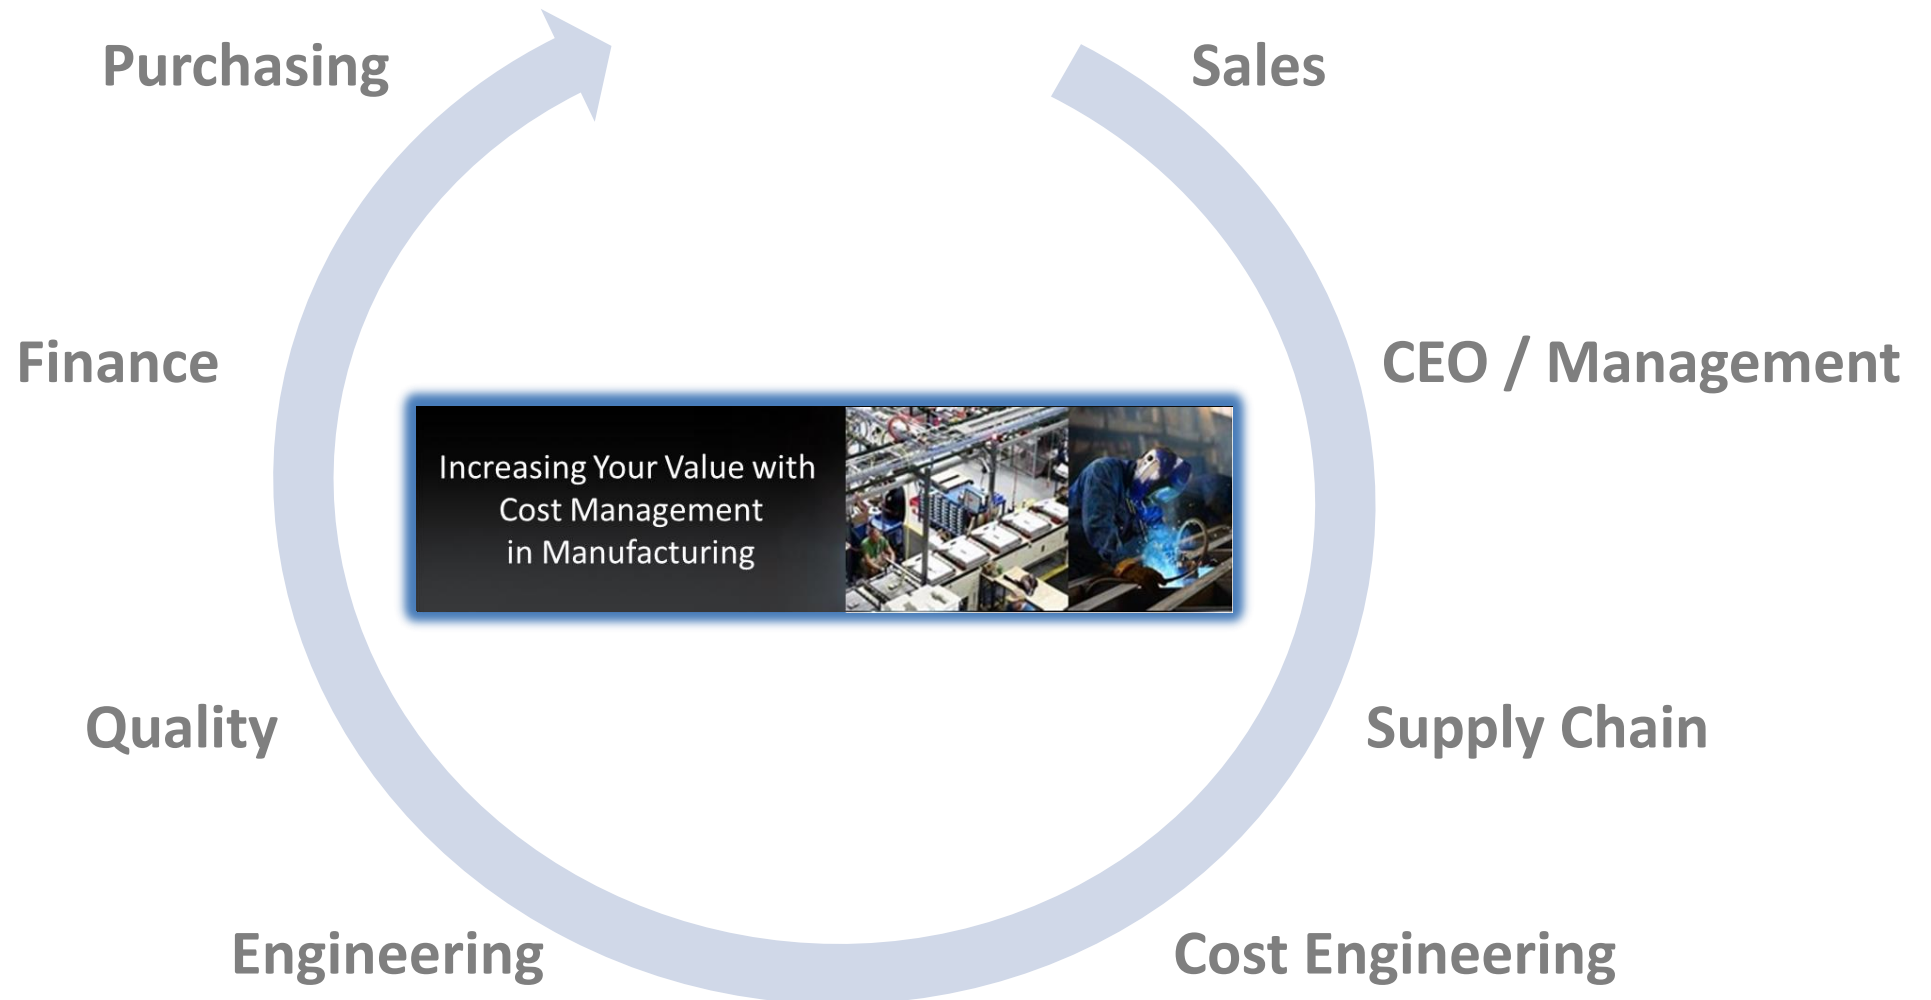 Purchasing
Sales
Finance
CEO / Management
Increasing Your Value with
Cost Management
in Manufacturing
Quality
Supply Chain
Engineering
Cost Engineering